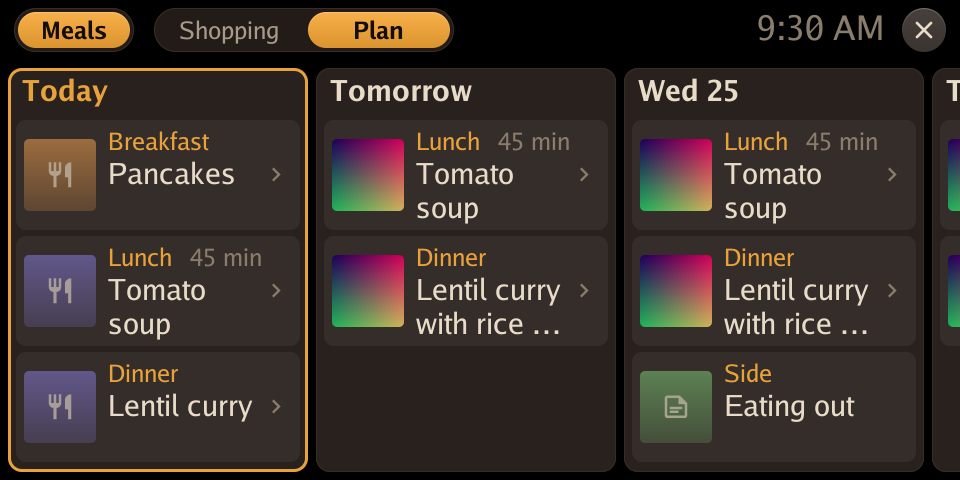 Meals
Shopping
Plan
9:30 AM
Today
Breakfast
Pancakes
Lunch 45 min
Tomato
soup
Dinner
Lentil curry
Tomorrow
Lunch 45 min
Tomato
soup
Dinner
Lentil curry
with rice …
Wed 25
Lunch 45 min
Tomato
soup
Dinner
Lentil curry
with rice …
Side
Eating out